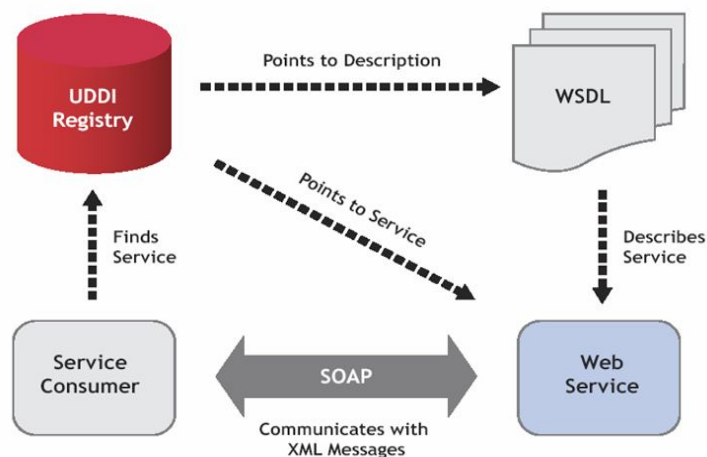 Points to Description
UDDI
Registry
WSDL
Points to Service
Finds
Service
Describes
Service
Service
Consumer
SOAP
Web
Service
Communicates with
XML Messages